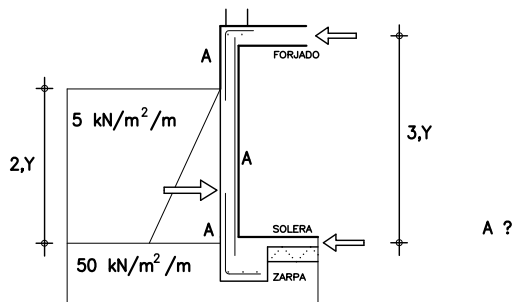 A
FORJADO
5 kN/m²/m
2,Y
A
3,Y
A
SOLERA
A ?
50 kN/m²/m
ZARPA